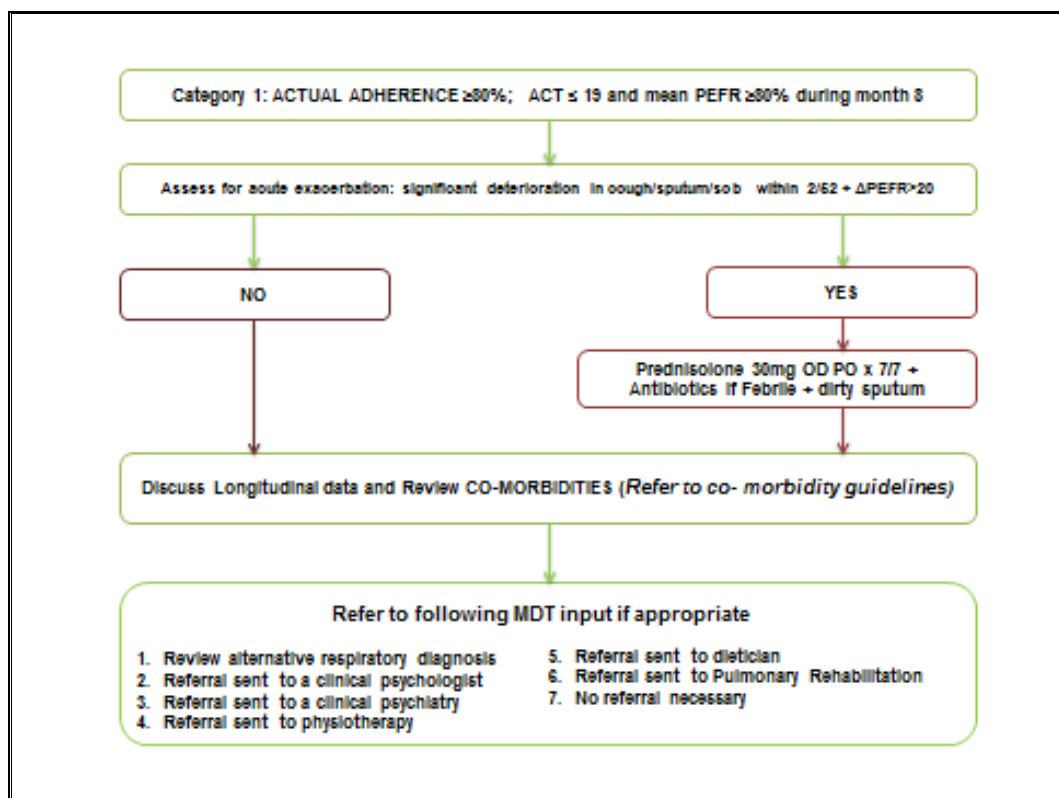 Category 1: ACTUAL ADHERENCE ≥80%; ACT ≤ 19 and mean PEFR ≥80% during month 8
Assess for acute exacerbation: significant deterioration in cough/sputum/sob within 2/52 + ΔPEFR>20
NO
YES
Prednisolone 30mg OD PO x 7/7 +
Antibiotics if Febrile + dirty sputum
Discuss Longitudinal data and Review CO-MORBIDITIES (Refer to co- morbidity guidelines)
Refer to following MDT input if appropriate
1. Review alternative respiratory diagnosis
2. Referral sent to a clinical psychologist
3. Referral sent to a clinical psychiatry
4. Referral sent to physiotherapy
5. Referral sent to dietician
6. Referral sent to Pulmonary Rehabilitation
7. No referral necessary